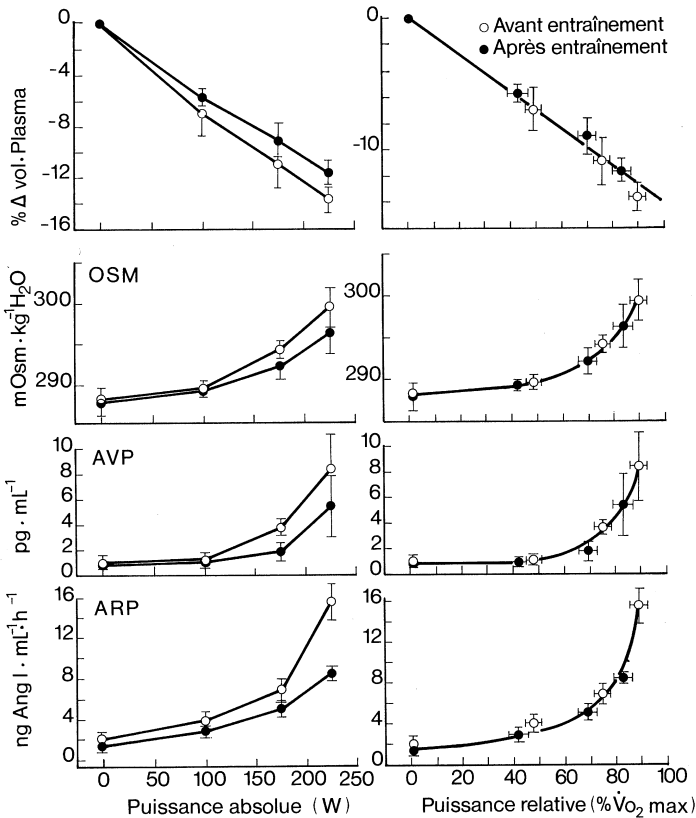 % Δ vol·Plasma
0
-4
-8
-12
-16
0
-10
○ Avant entraînement
● Après entraînement
OSM
mOsm·kg⁻¹H₂O
300
290
300
290
AVP
pg·mL⁻¹
10
8
6
4
2
0
10
8
6
4
2
0
ARP
ng Ang I·mL⁻¹·h⁻¹
16
12
8
4
0
16
12
8
4
0
0 50 100 150 200 250
0 20 40 60 80 100
Puissance absolue (W)
Puissance relative (% V̇o₂ max)